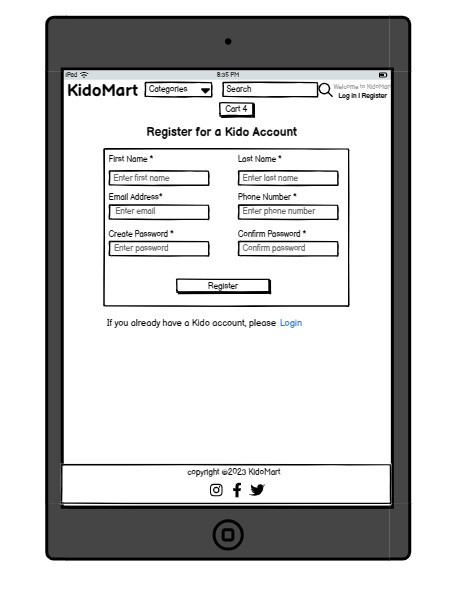 iPad 8:35 PM
KidoMart Categories Search Welcome to KidoMar
Log in | Register
Cart 4
Register for a Kido Account
First Name * Last Name *
Enter first name Enter last name
Email Address* Phone Number *
Enter email Enter phone number
Create Password * Confirm Password *
Enter password Confirm password
Register
If you already have a Kido account, please Login
copyright @2023 KidoMart